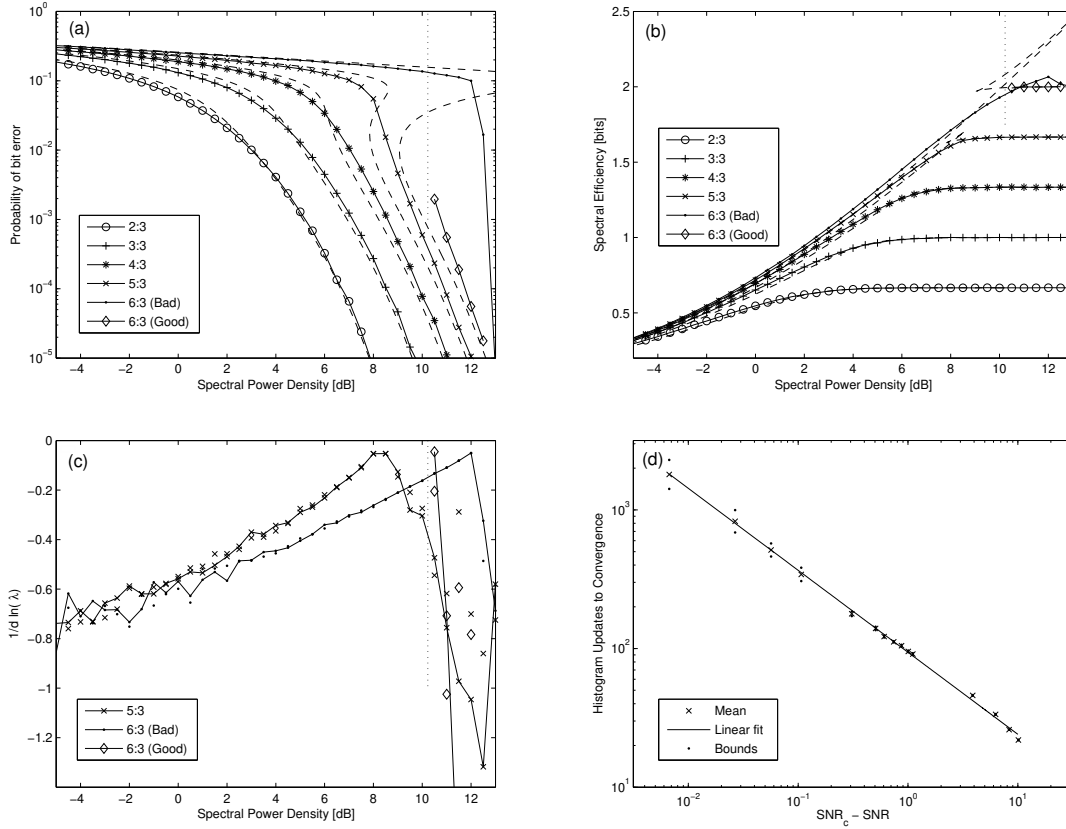 (a)
10^0
10^-1
10^-2
10^-3
10^-4
10^-5
Probability of bit error
2:3
3:3
4:3
5:3
6:3 (Bad)
6:3 (Good)
−4 −2 0 2 4 6 8 10 12
Spectral Power Density [dB]
(b)
2.5
2
1.5
1
0.5
Spectral Efficiency [bits]
2:3
3:3
4:3
5:3
6:3 (Bad)
6:3 (Good)
−4 −2 0 2 4 6 8 10 12
Spectral Power Density [dB]
(c)
0
−0.2
−0.4
−0.6
−0.8
−1
−1.2
1/d ln( λ)
5:3
6:3 (Bad)
6:3 (Good)
−4 −2 0 2 4 6 8 10 12
Spectral Power Density [dB]
(d)
10^3
10^2
10^1
Histogram Updates to Convergence
Mean
Linear fit
Bounds
10^-2 10^-1 10^0 10^1
SNR_c − SNR